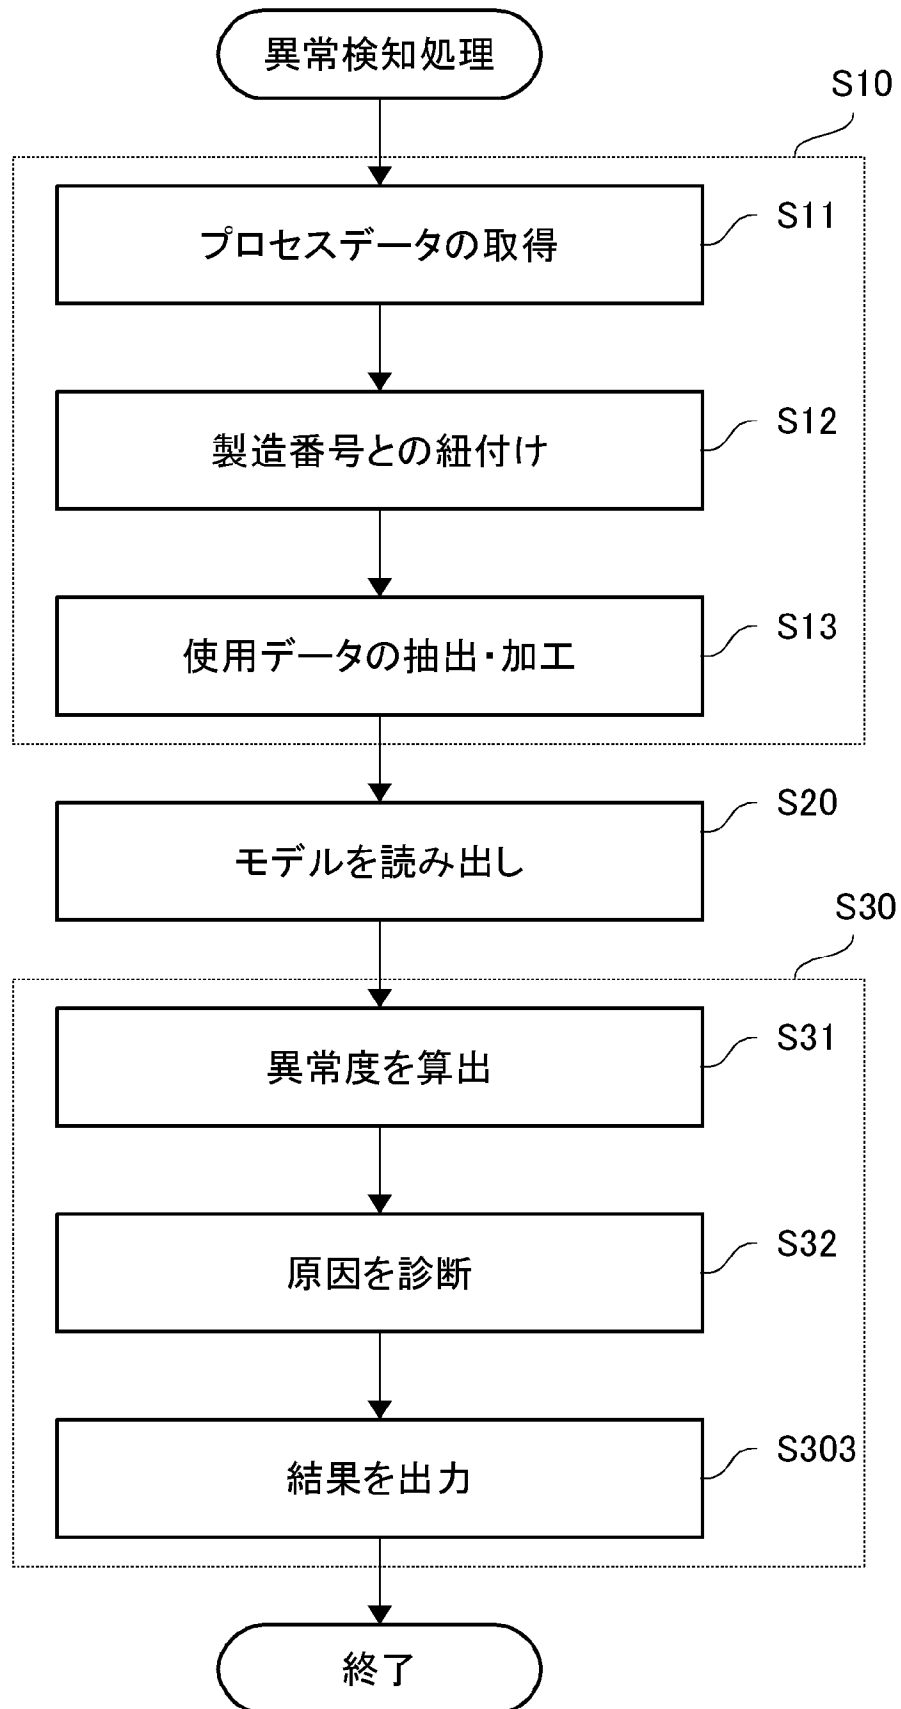 異常検知処理
S10
プロセスデータの取得
S11
製造番号との紐付け
S12
使用データの抽出・加工
S13
モデルを読み出し
S20
S30
異常度を算出
S31
原因を診断
S32
結果を出力
S303
終了